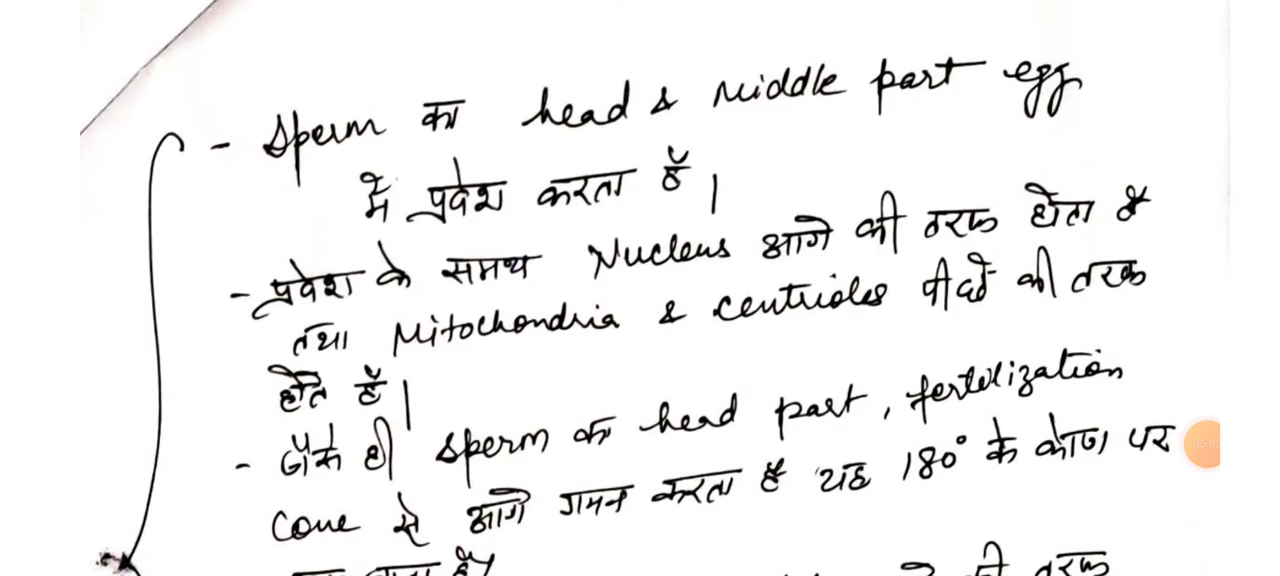 - Sperm का head & middle part egg
में प्रवेश करता है।
- प्रवेश के समय Nucleus आगे की तरफ होता है
तथा Mitochondria & centrioles पीछे की तरफ
होते हैं।
- जैसे ही sperm का head part, fertilization
cone से आगे गमन करता है यह 180° के कोण पर
जाता है।
की तरफ